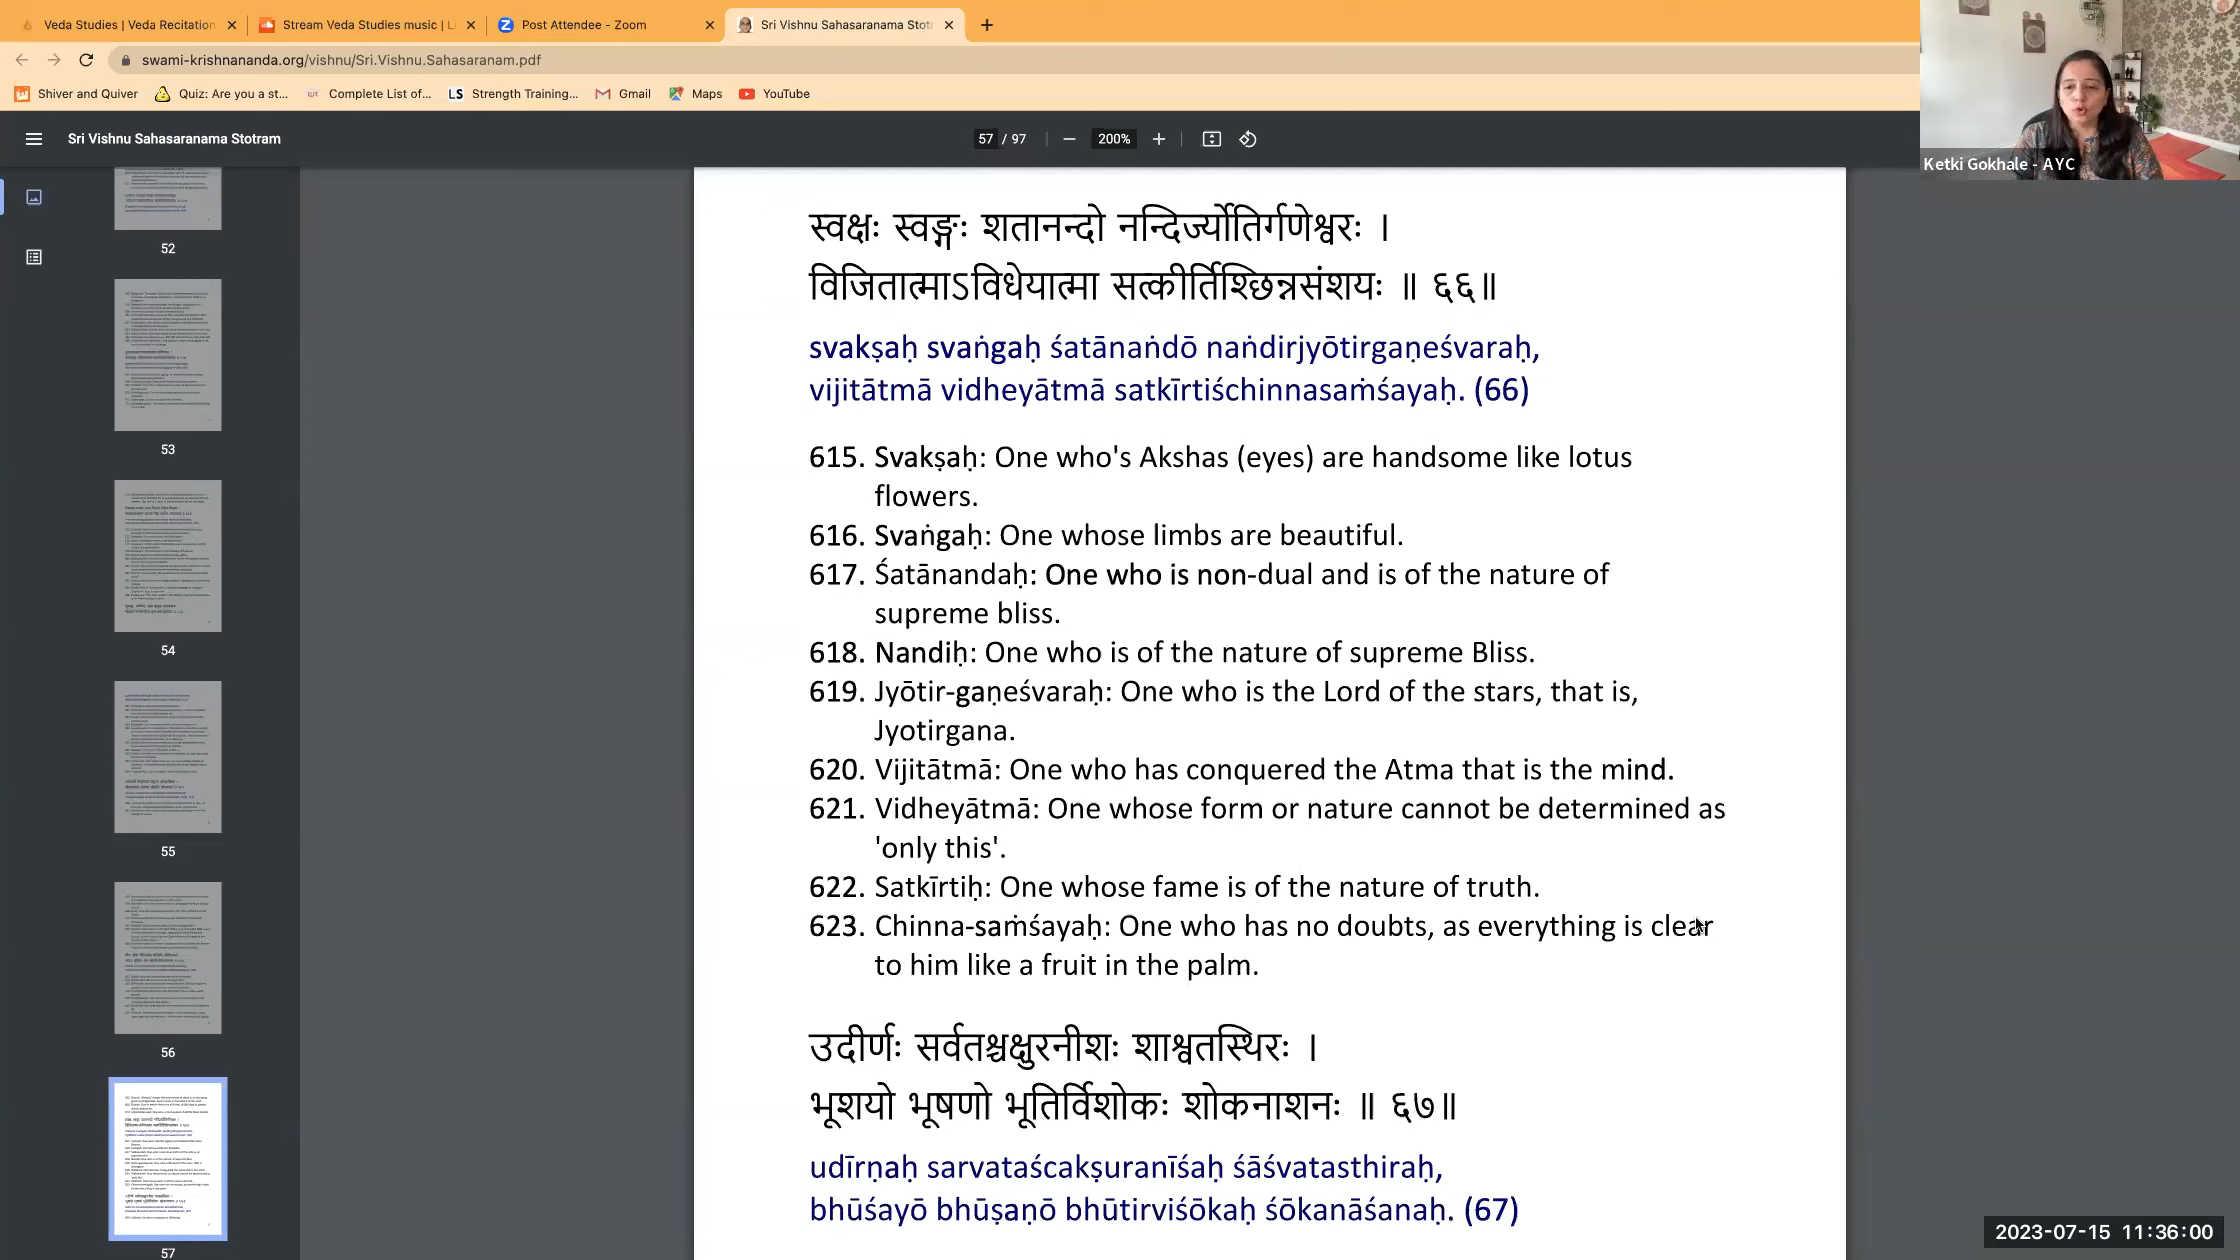 Veda Studies | Veda Recitation
Stream Veda Studies music | Li
Post Attendee - Zoom
Sri Vishnu Sahasaranama Stotr
swami-krishnananda.org/vishnu/Sri.Vishnu.Sahasaranam.pdf
Shiver and Quiver
Quiz: Are you a st...
Complete List of...
LS Strength Training...
Gmail
Maps
YouTube
Ketki Gokhale - AYC
Sri Vishnu Sahasaranama Stotram
57 / 97
200%
52
53
54
55
56
57
स्वक्षः स्वङ्गः शतानन्दो नन्दिर्ज्योतिर्गणेश्वरः ।
विजितात्माऽविधेयात्मा सत्कीर्तिश्छिन्नसंशयः ॥ ६६॥
svakṣaḥ svaṅgaḥ śatānaṅdō naṅdirjyōtirgaṇeśvaraḥ,
vijitātmā vidheyātmā satkīrtiśchinnasaṁśayaḥ. (66)
615. Svakṣaḥ: One who's Akshas (eyes) are handsome like lotus
flowers.
616. Svaṅgaḥ: One whose limbs are beautiful.
617. Śatānandaḥ: One who is non-dual and is of the nature of
supreme bliss.
618. Nandiḥ: One who is of the nature of supreme Bliss.
619. Jyōtir-gaṇeśvaraḥ: One who is the Lord of the stars, that is,
Jyotirgana.
620. Vijitātmā: One who has conquered the Atma that is the mind.
621. Vidheyātmā: One whose form or nature cannot be determined as
'only this'.
622. Satkīrtiḥ: One whose fame is of the nature of truth.
623. Chinna-saṁśayaḥ: One who has no doubts, as everything is clear
to him like a fruit in the palm.
उदीर्णः सर्वतश्चक्षुरनीशः शाश्वतस्थिरः ।
भूशयो भूषणो भूतिर्विशोकः शोकनाशनः ॥ ६७॥
udīrṇaḥ sarvataścakṣuranīśaḥ śāśvatasthiraḥ,
bhūśayō bhūṣaṇō bhūtirviśōkaḥ śōkanāśanaḥ. (67)
2023-07-15 11:36:00